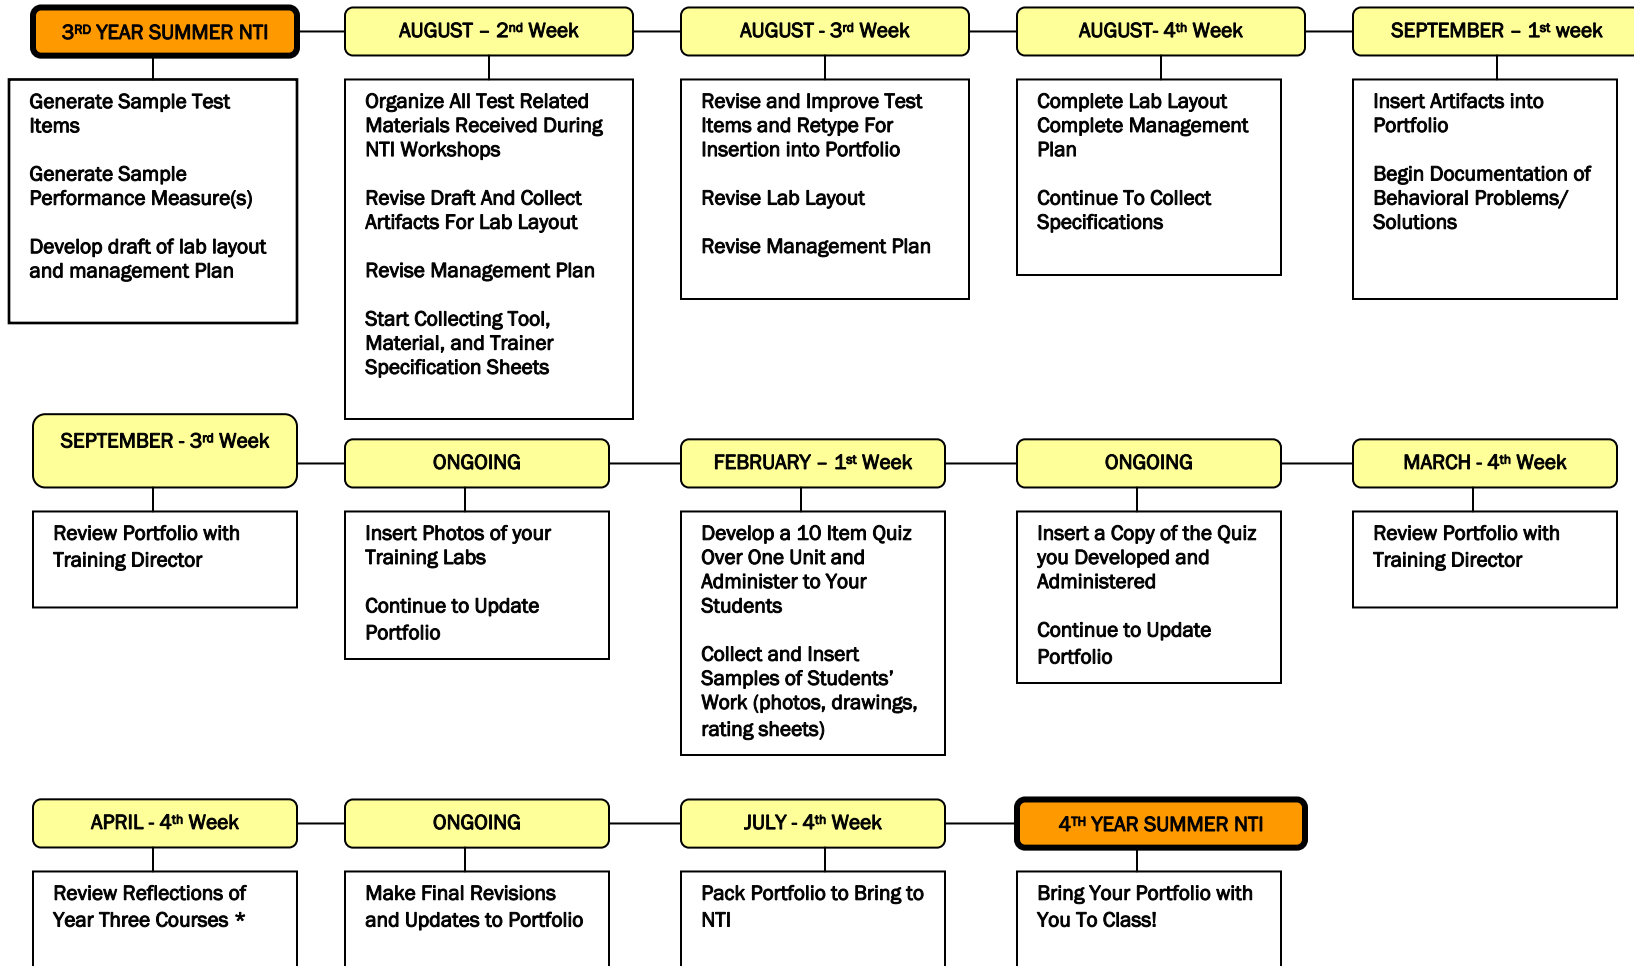 3RD YEAR SUMMER NTI
AUGUST – 2nd Week
AUGUST - 3rd Week
AUGUST- 4th Week
SEPTEMBER – 1st week
Generate Sample Test
Items
Generate Sample
Performance Measure(s)
Develop draft of lab layout
and management Plan
Organize All Test Related
Materials Received During
NTI Workshops
Revise Draft And Collect
Artifacts For Lab Layout
Revise Management Plan
Start Collecting Tool,
Material, and Trainer
Specification Sheets
Revise and Improve Test
Items and Retype For
Insertion into Portfolio
Revise Lab Layout
Revise Management Plan
Complete Lab Layout
Complete Management
Plan
Continue To Collect
Specifications
Insert Artifacts into
Portfolio
Begin Documentation of
Behavioral Problems/
Solutions
SEPTEMBER - 3rd Week
ONGOING
FEBRUARY – 1st Week
ONGOING
MARCH - 4th Week
Review Portfolio with
Training Director
Insert Photos of your
Training Labs
Continue to Update
Portfolio
Develop a 10 Item Quiz
Over One Unit and
Administer to Your
Students
Collect and Insert
Samples of Students’
Work (photos, drawings,
rating sheets)
Insert a Copy of the Quiz
you Developed and
Administered
Continue to Update
Portfolio
Review Portfolio with
Training Director
APRIL - 4th Week
ONGOING
JULY - 4th Week
4TH YEAR SUMMER NTI
Review Reflections of
Year Three Courses *
Make Final Revisions
and Updates to Portfolio
Pack Portfolio to Bring to
NTI
Bring Your Portfolio with
You To Class!